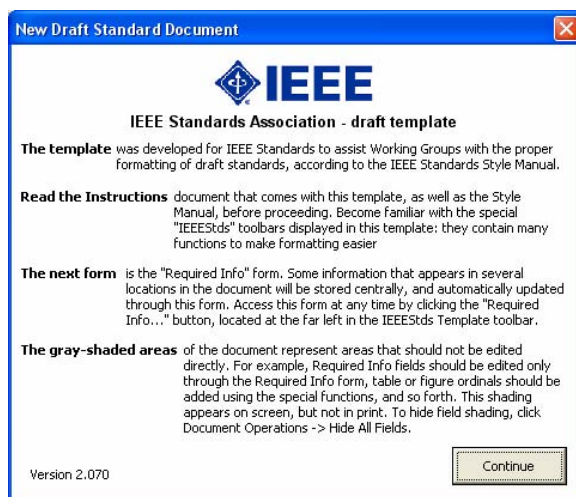 New Draft Standard Document
IEEE
IEEE Standards Association - draft template
The template was developed for IEEE Standards to assist Working Groups with the proper
formatting of draft standards, according to the IEEE Standards Style Manual.
Read the Instructions document that comes with this template, as well as the Style
Manual, before proceeding. Become familiar with the special
"IEEEStds" toolbars displayed in this template: they contain many
functions to make formatting easier
The next form is the "Required Info" form. Some information that appears in several
locations in the document will be stored centrally, and automatically updated
through this form. Access this form at any time by clicking the "Required
Info..." button, located at the far left in the IEEEStds Template toolbar.
The gray-shaded areas of the document represent areas that should not be edited
directly. For example, Required Info fields should be edited only
through the Required Info form, table or figure ordinals should be
added using the special functions, and so forth. This shading
appears on screen, but not in print. To hide field shading, click
Document Operations -> Hide All Fields.
Version 2.070
Continue